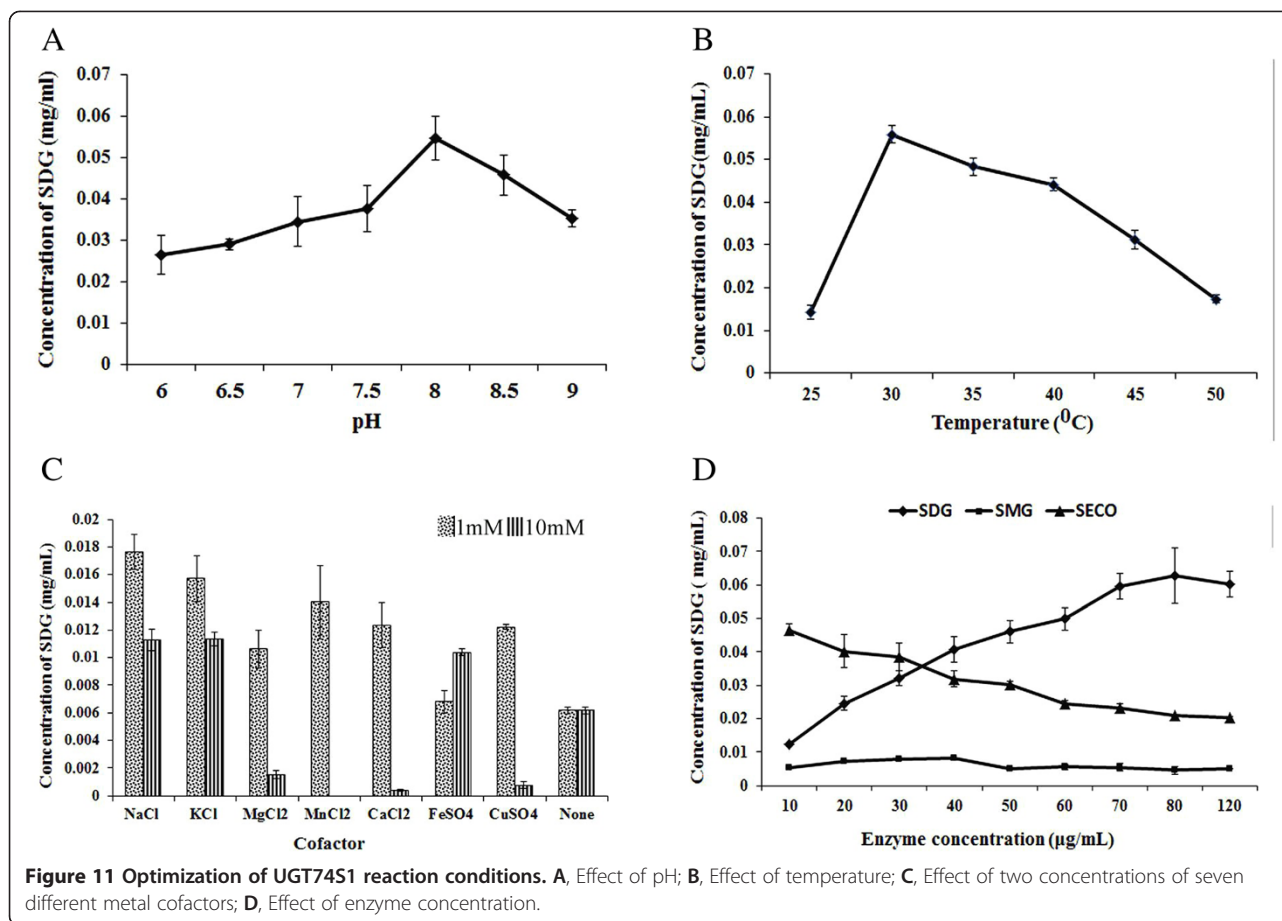 A
Concentration of SDG (mg/ml)
0.07
0.06
0.05
0.04
0.03
0.02
0.01
0
6 6.5 7 7.5 8 8.5 9
pH
B
Concentration of SDG(mg/mL)
0.07
0.06
0.05
0.04
0.03
0.02
0.01
0
25 30 35 40 45 50
Temperature (⁰C)
C
1mM 10mM
Concentration of SDG (mg/mL)
0.02
0.018
0.016
0.014
0.012
0.01
0.008
0.006
0.004
0.002
0
NaCl KCl MgCl2 MnCl2 CaCl2 FeSO4 CuSO4 None
Cofactor
D
SDG SMG SECO
Concentration of SDG ( mg/mL)
0.08
0.07
0.06
0.05
0.04
0.03
0.02
0.01
0
10 20 30 40 50 60 70 80 120
Enzyme concentration (µg/mL)
Figure 11 Optimization of UGT74S1 reaction conditions. A, Effect of pH; B, Effect of temperature; C, Effect of two concentrations of seven
different metal cofactors; D, Effect of enzyme concentration.